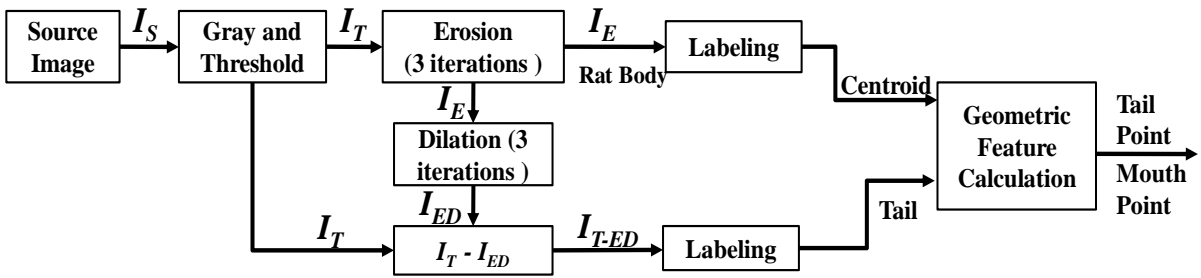 Source
Image
I_S
Gray and
Threshold
I_T
Erosion
(3 iterations )
I_E
Rat Body
Labeling
Centroid
I_E
Dilation (3
iterations )
I_ED
I_T
I_T - I_ED
I_T-ED
Labeling
Tail
Geometric
Feature
Calculation
Tail
Point
Mouth
Point